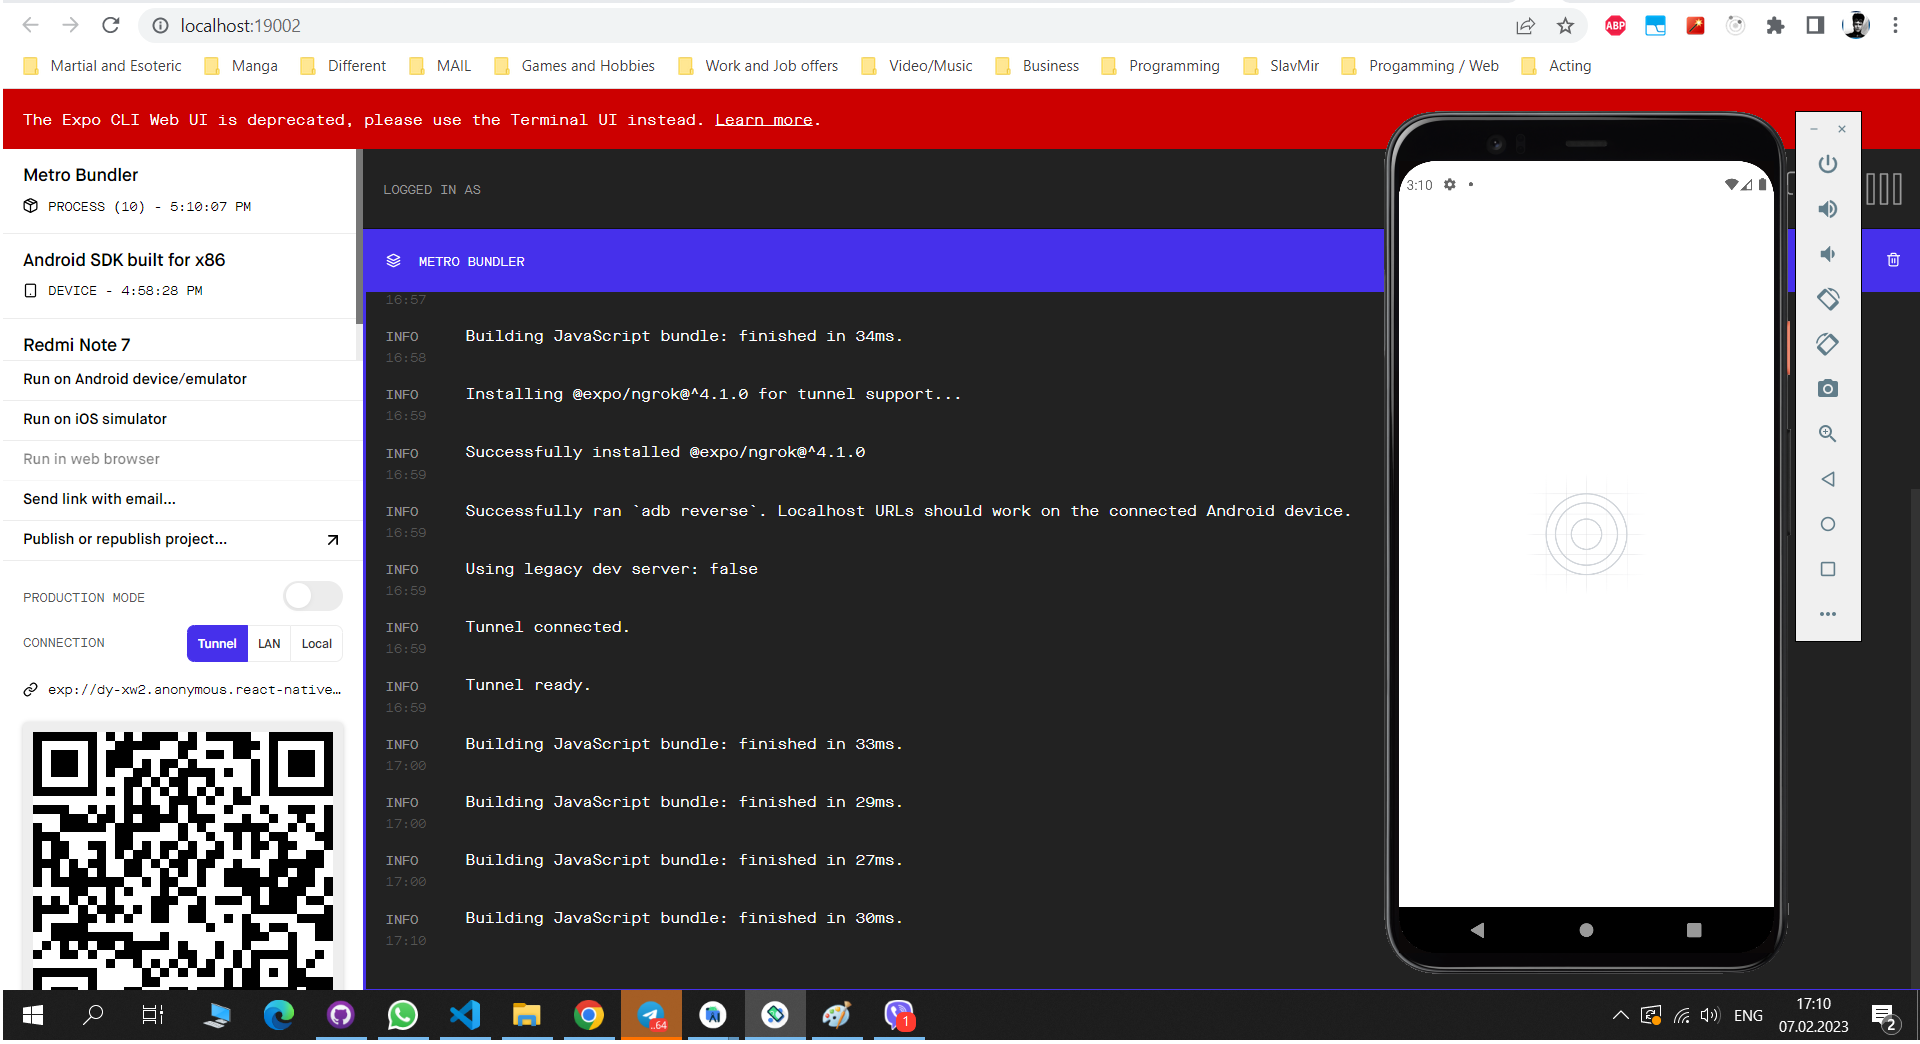 localhost:19002
ABP
Martial and Esoteric
Manga
Different
MAIL
Games and Hobbies
Work and Job offers
Video/Music
Business
Programming
SlavMir
Progamming / Web
Acting
The Expo CLI Web UI is deprecated, please use the Terminal UI instead. Learn more.
Metro Bundler
PROCESS (10) - 5:10:07 PM
Android SDK built for x86
DEVICE - 4:58:28 PM
Redmi Note 7
Run on Android device/emulator
Run on iOS simulator
Run in web browser
Send link with email...
Publish or republish project...
PRODUCTION MODE
CONNECTION
Tunnel
LAN
Local
exp://dy-xw2.anonymous.react-native…
LOGGED IN AS
METRO BUNDLER
16:57
INFO Building JavaScript bundle: finished in 34ms.
16:58
INFO Installing @expo/ngrok@^4.1.0 for tunnel support...
16:59
INFO Successfully installed @expo/ngrok@^4.1.0
16:59
INFO Successfully ran `adb reverse`. Localhost URLs should work on the connected Android device.
16:59
INFO Using legacy dev server: false
16:59
INFO Tunnel connected.
16:59
INFO Tunnel ready.
16:59
INFO Building JavaScript bundle: finished in 33ms.
17:00
INFO Building JavaScript bundle: finished in 29ms.
17:00
INFO Building JavaScript bundle: finished in 27ms.
17:00
INFO Building JavaScript bundle: finished in 30ms.
17:10
3:10
..64
1
ENG
17:10
07.02.2023
2